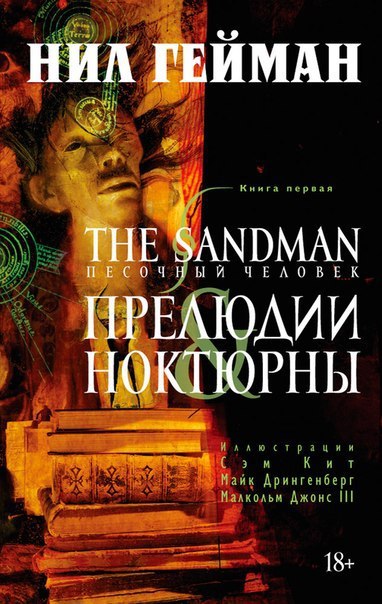 НИЛ ГЕЙМАН
Книга первая
THE SANDMAN
ПЕСОЧНЫЙ ЧЕЛОВЕК
ПРЕЛЮДИИ
&
НОКТЮРНЫ
Иллюстрации
Сэм Кит
Майк Дрингенберг
Малкольм Джонс III
18+